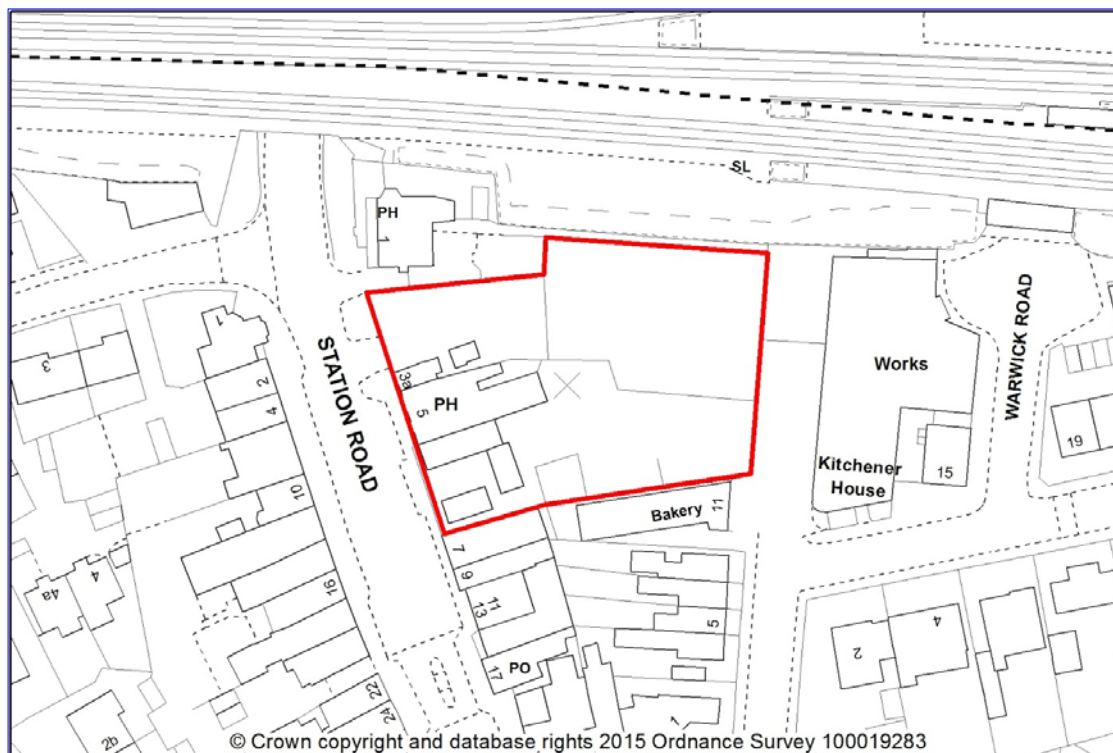 SL
PH
1
1
STATION ROAD
3
2
4
3a
5
PH
Works
WARWICK ROAD
19
Kitchener
House
15
10
Bakery
11
7
9
11
13
16
4
4a
5
2
4
PO
17
22
24
2b
7
© Crown copyright and database rights 2015 Ordnance Survey 100019283